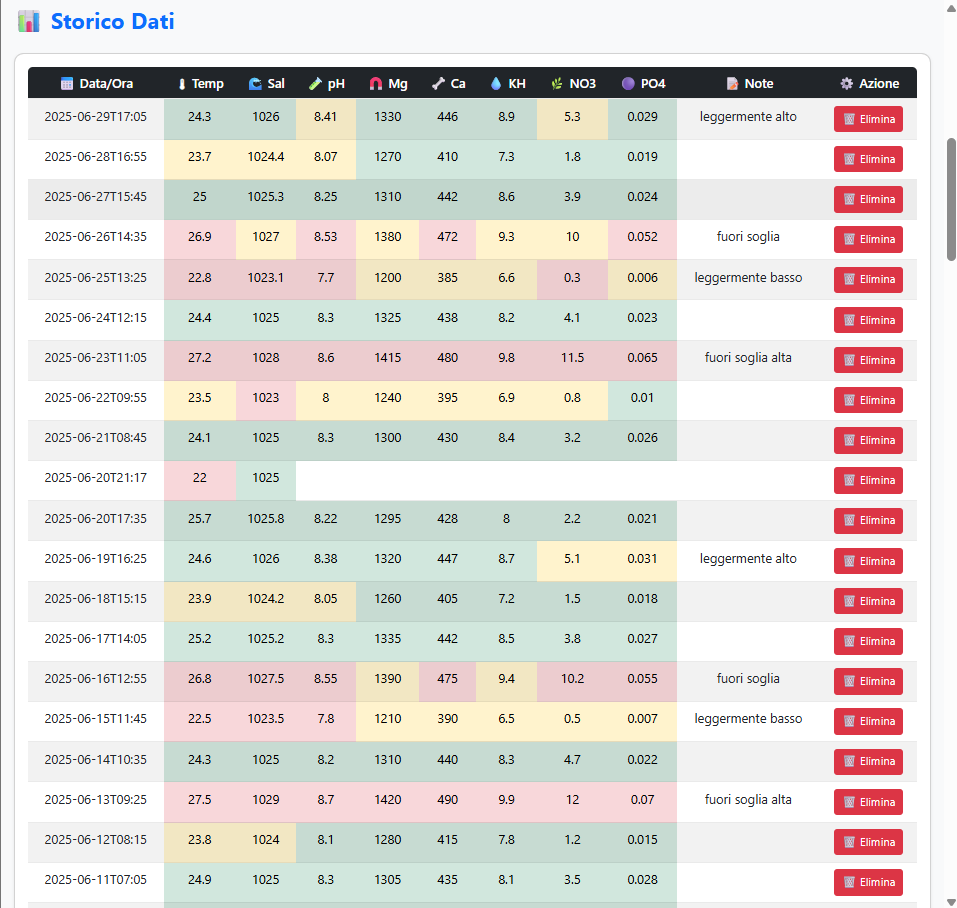 Storico Dati
Data/Ora Temp Sal pH Mg Ca KH NO3 PO4 Note Azione
2025-06-29T17:05 24.3 1026 8.41 1330 446 8.9 5.3 0.029 leggermente alto Elimina
2025-06-28T16:55 23.7 1024.4 8.07 1270 410 7.3 1.8 0.019 Elimina
2025-06-27T15:45 25 1025.3 8.25 1310 442 8.6 3.9 0.024 Elimina
2025-06-26T14:35 26.9 1027 8.53 1380 472 9.3 10 0.052 fuori soglia Elimina
2025-06-25T13:25 22.8 1023.1 7.7 1200 385 6.6 0.3 0.006 leggermente basso Elimina
2025-06-24T12:15 24.4 1025 8.3 1325 438 8.2 4.1 0.023 Elimina
2025-06-23T11:05 27.2 1028 8.6 1415 480 9.8 11.5 0.065 fuori soglia alta Elimina
2025-06-22T09:55 23.5 1023 8 1240 395 6.9 0.8 0.01 Elimina
2025-06-21T08:45 24.1 1025 8.3 1300 430 8.4 3.2 0.026 Elimina
2025-06-20T21:17 22 1025 Elimina
2025-06-20T17:35 25.7 1025.8 8.22 1295 428 8 2.2 0.021 Elimina
2025-06-19T16:25 24.6 1026 8.38 1320 447 8.7 5.1 0.031 leggermente alto Elimina
2025-06-18T15:15 23.9 1024.2 8.05 1260 405 7.2 1.5 0.018 Elimina
2025-06-17T14:05 25.2 1025.2 8.3 1335 442 8.5 3.8 0.027 Elimina
2025-06-16T12:55 26.8 1027.5 8.55 1390 475 9.4 10.2 0.055 fuori soglia Elimina
2025-06-15T11:45 22.5 1023.5 7.8 1210 390 6.5 0.5 0.007 leggermente basso Elimina
2025-06-14T10:35 24.3 1025 8.2 1310 440 8.3 4.7 0.022 Elimina
2025-06-13T09:25 27.5 1029 8.7 1420 490 9.9 12 0.07 fuori soglia alta Elimina
2025-06-12T08:15 23.8 1024 8.1 1280 415 7.8 1.2 0.015 Elimina
2025-06-11T07:05 24.9 1025 8.3 1305 435 8.1 3.5 0.028 Elimina